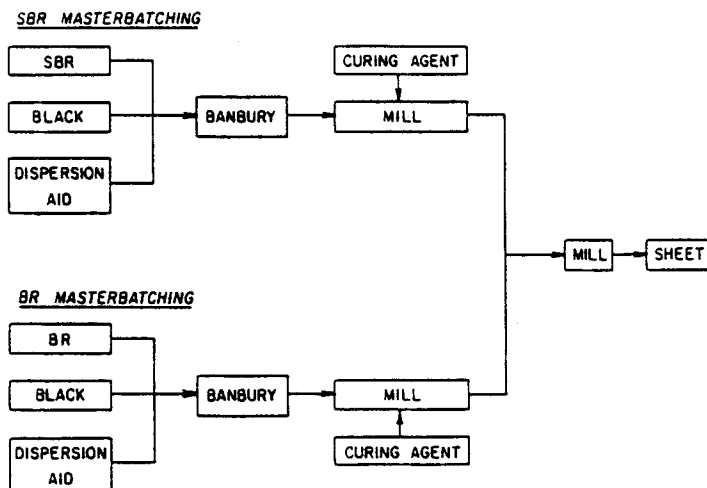 SBR MASTERBATCHING
SBR
BLACK
DISPERSION
AID
BANBURY
CURING AGENT
MILL
MILL
SHEET
BR MASTERBATCHING
BR
BLACK
DISPERSION
AID
BANBURY
MILL
CURING AGENT